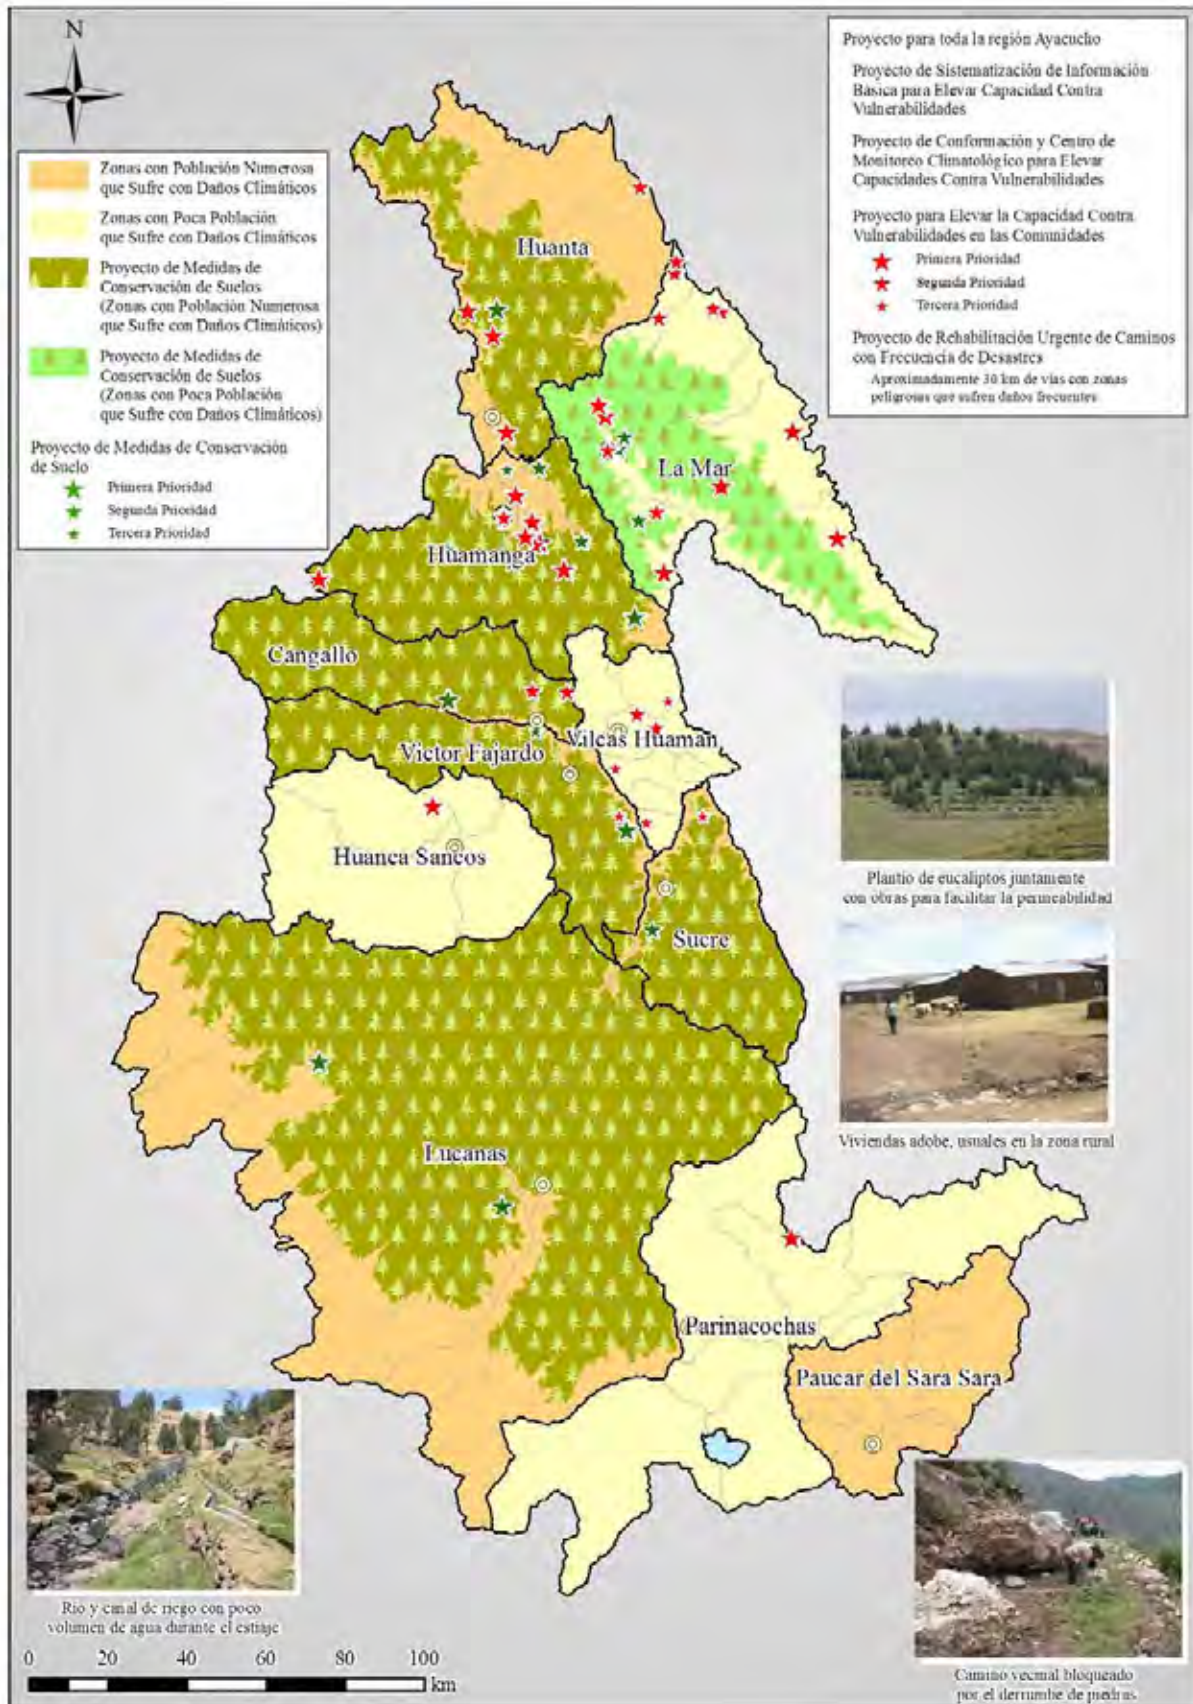 N
Zonas con Población Numerosa
que Sufre con Daños Climáticos
Zonas con Poca Población
que Sufre con Daños Climáticos
Proyecto de Medidas de
Conservación de Suelos
(Zonas con Población Numerosa
que Sufre con Daños Climáticos)
Proyecto de Medidas de
Conservación de Suelos
(Zonas con Poca Población
que Sufre con Daños Climáticos)
Proyecto de Medidas de Conservación
de Suelo
Primera Prioridad
Segunda Prioridad
Tercera Prioridad
Proyecto para toda la región Ayacucho
Proyecto de Sistematización de Información
Básica para Elevar Capacidad Contra
Vulnerabilidades
Proyecto de Conformación y Centro de
Monitoreo Climatológico para Elevar
Capacidades Contra Vulnerabilidades
Proyecto para Elevar la Capacidad Contra
Vulnerabilidades en las Comunidades
Primera Prioridad
Segunda Prioridad
Tercera Prioridad
Proyecto de Rehabilitación Urgente de Caminos
con Frecuencia de Desastres
Aproximadamente 30 km de vías con zonas
peligrosas que sufren daños frecuentes
Huanta
La Mar
Huamanga
Cangallo
Victor Fajardo
Vilcas Huaman
Huanca Sancos
Sucre
Lucanas
Parinacochas
Paucar del Sara Sara
Plantio de eucaliptos juntamente
con obras para facilitar la permeabilidad
Viviendas adobe, usuales en la zona rural
Rio y canal de riego con poco
volumen de agua durante el estiaje
Camino vecinal bloqueado
por el derrumbe de piedras
0 20 40 60 80 100
km